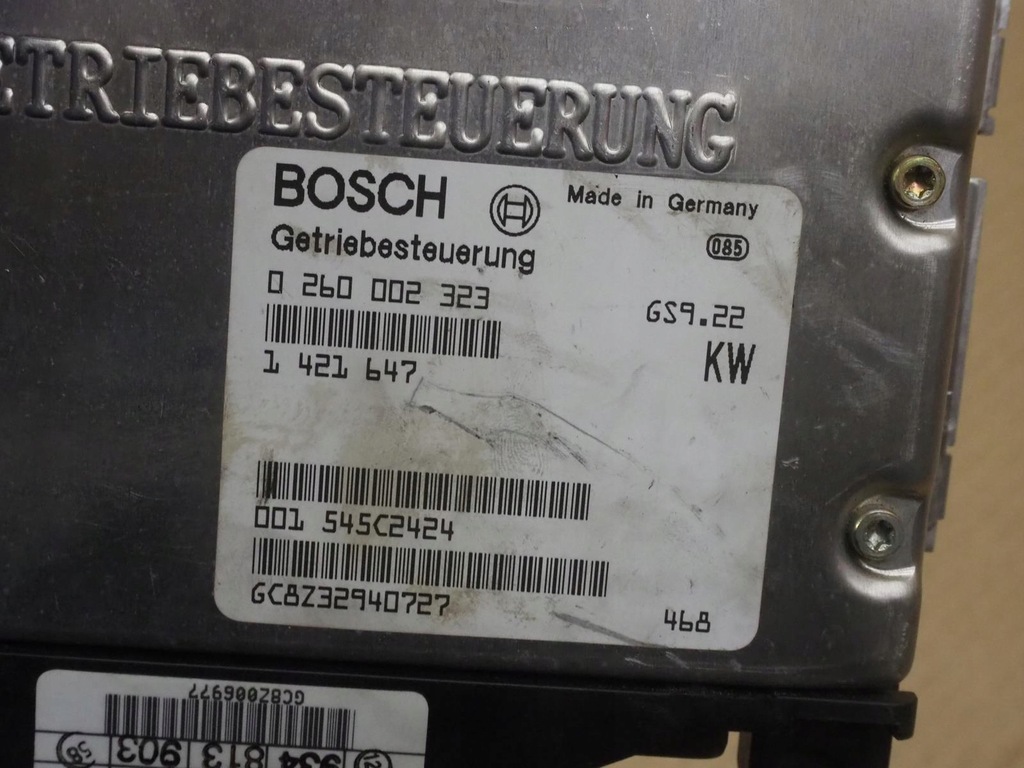 ETRIEBESTEUERUNG
BOSCH Made in Germany
Getriebesteuerung 085
0 260 002 323 GS9.22
1 421 647 KW
001 545C2424
GC8Z32940727 468
GC8Z006977
934 813 903